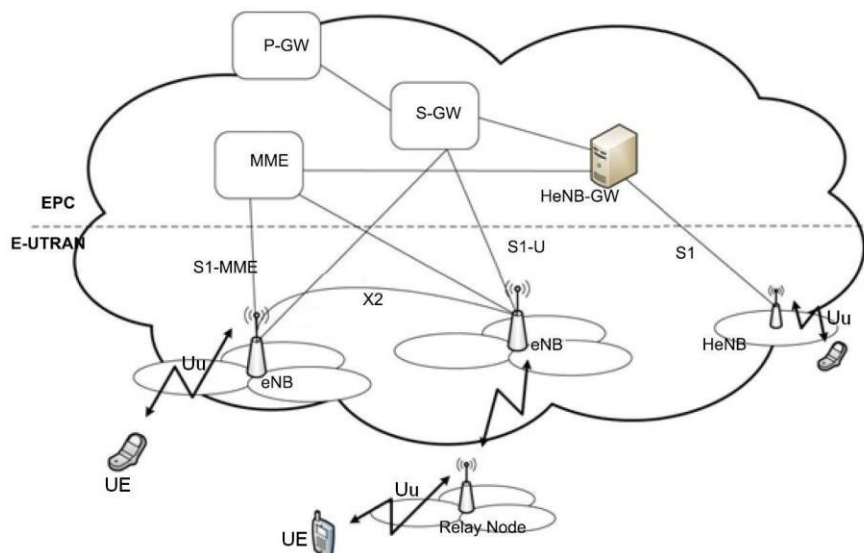 P-GW
S-GW
MME
HeNB-GW
EPC
E-UTRAN
S1-MME
S1-U
S1
X2
Uu
eNB
eNB
HeNB
Uu
UE
Uu
Relay Node
UE